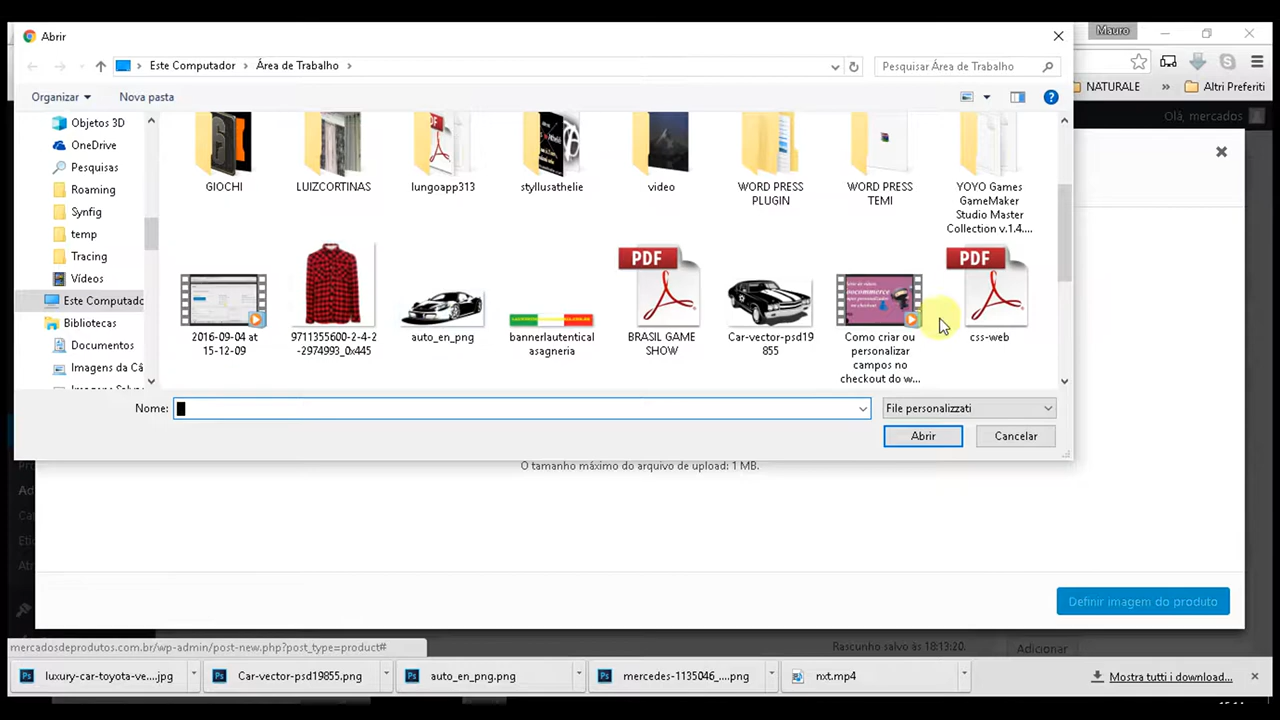 Abrir
Mauro
Este Computador
Área de Trabalho
Pesquisar Área de Trabalho
NATURALE
»
Altri Preferiti
Organizar
Nova pasta
Olá, mercados
Objetos 3D
OneDrive
Pesquisas
Roaming
Synfig
temp
Tracing
Vídeos
Este Computado
Bibliotecas
Documentos
Imagens da Câ
GIOCHI
LUIZCORTINAS
lungoapp313
styllusathelie
video
WORD PRESS
PLUGIN
WORD PRESS
TEMI
YOYO Games
GameMaker
Studio Master
Collection v.1.4....
PDF
PDF
2016-09-04 at
15-12-09
9711355600-2-4-2
-2974993_0x445
auto_en_png
bannerlautentical
asagneria
BRASIL GAME
SHOW
Car-vector-psd19
855
Como criar ou
personalizar
campos no
checkout do w...
css-web
Nome:
File personalizzati
Abrir
Cancelar
O tamanho máximo do arquivo de upload: 1 MB.
Definir imagem do produto
mercadosdeprodutos.com.br/wp-admin/post-new.php?post_type=product#
Rascunho salvo às 18:13:20.
Adicionar
luxury-car-toyota-ve....jpg
Car-vector-psd19855.png
auto_en_png.png
mercedes-1135046_....png
nxt.mp4
Mostra tutti i download...